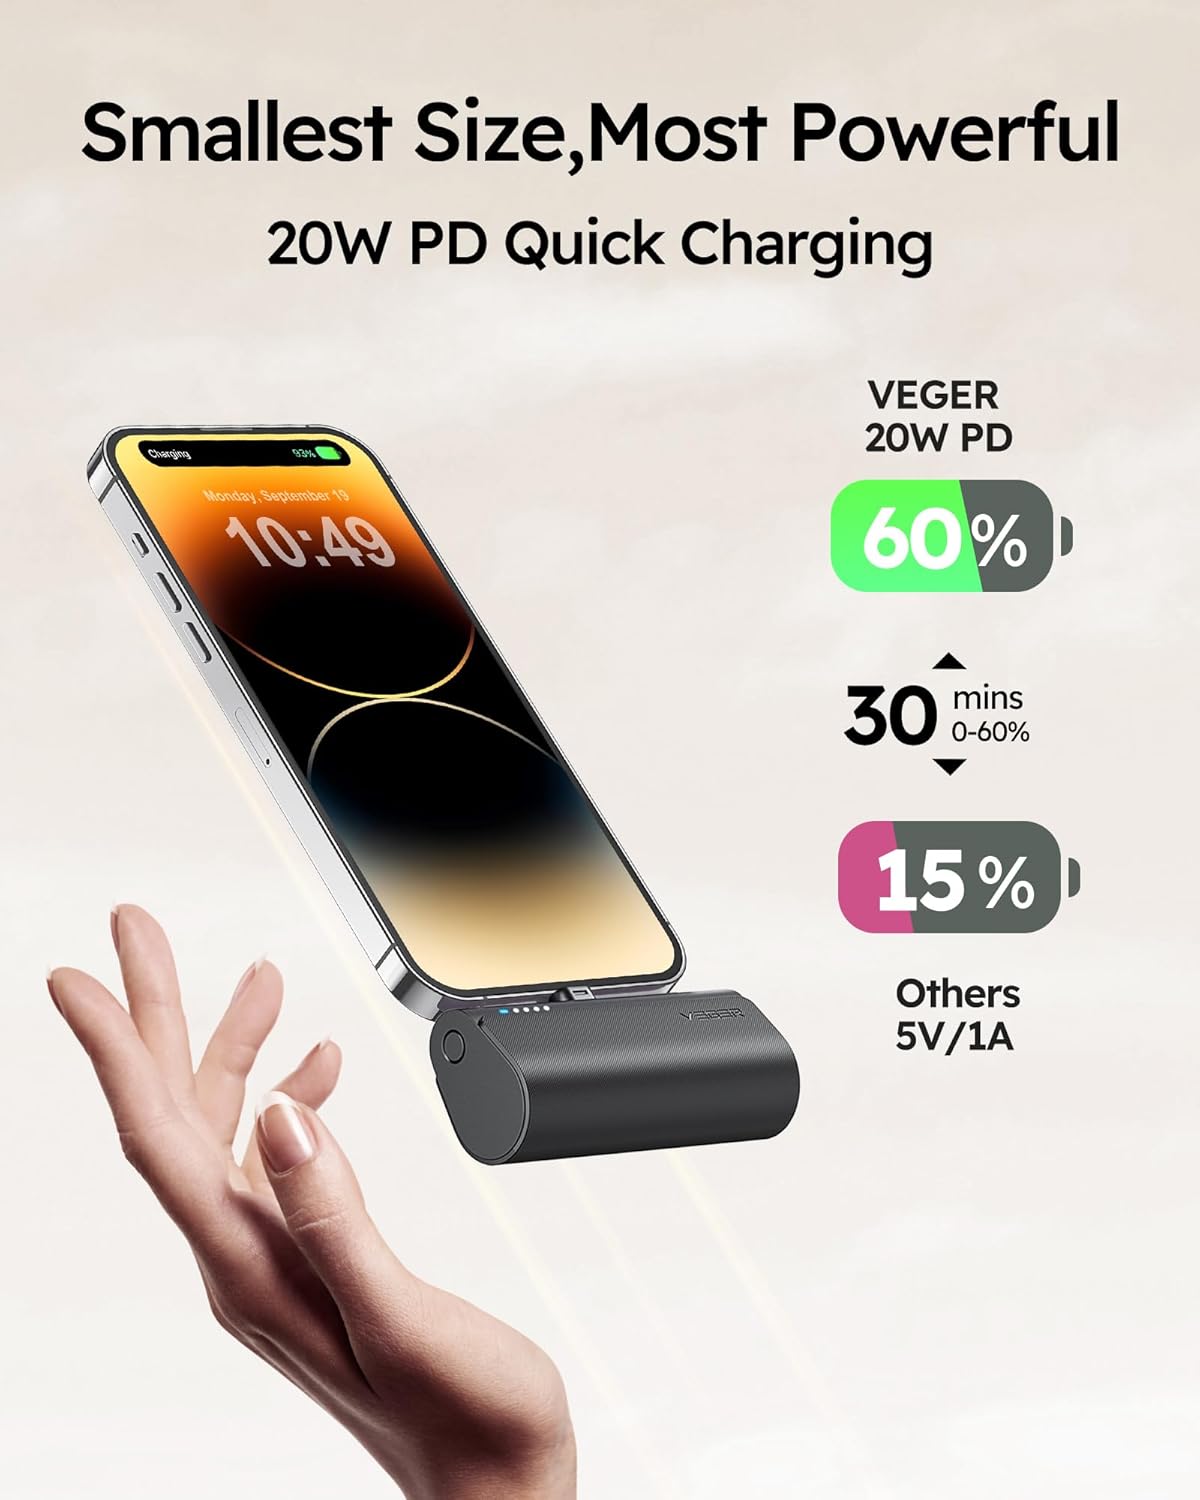 Smallest Size,Most Powerful
20W PD Quick Charging
VEGER
20W PD
60%
30 mins
0-60%
15%
Others
5V/1A
Charging 93%
Monday, September 19
10:49
VEGER